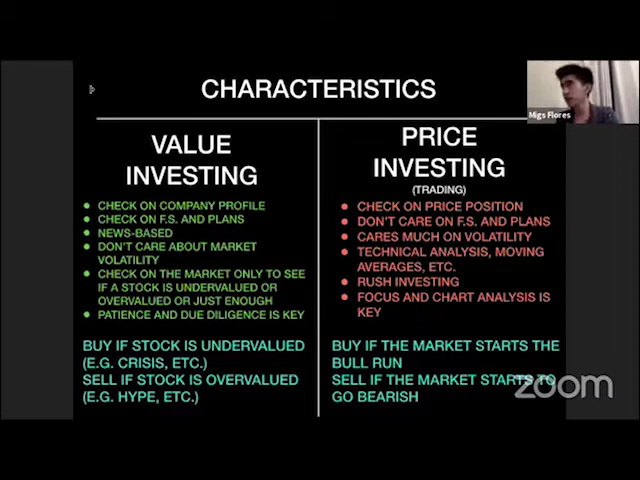 CHARACTERISTICS
Migs Flores
VALUE
INVESTING
CHECK ON COMPANY PROFILE
CHECK ON F.S. AND PLANS
NEWS-BASED
DON'T CARE ABOUT MARKET
VOLATILITY
CHECK ON THE MARKET ONLY TO SEE
IF A STOCK IS UNDERVALUED OR
OVERVALUED OR JUST ENOUGH
PATIENCE AND DUE DILIGENCE IS KEY
BUY IF STOCK IS UNDERVALUED
(E.G. CRISIS, ETC.)
SELL IF STOCK IS OVERVALUED
(E.G. HYPE, ETC.)
PRICE
INVESTING
(TRADING)
CHECK ON PRICE POSITION
DON'T CARE ON F.S. AND PLANS
CARES MUCH ON VOLATILITY
TECHNICAL ANALYSIS, MOVING
AVERAGES, ETC.
RUSH INVESTING
FOCUS AND CHART ANALYSIS IS
KEY
BUY IF THE MARKET STARTS THE
BULL RUN
SELL IF THE MARKET STARTS TO
GO BEARISH
zoom